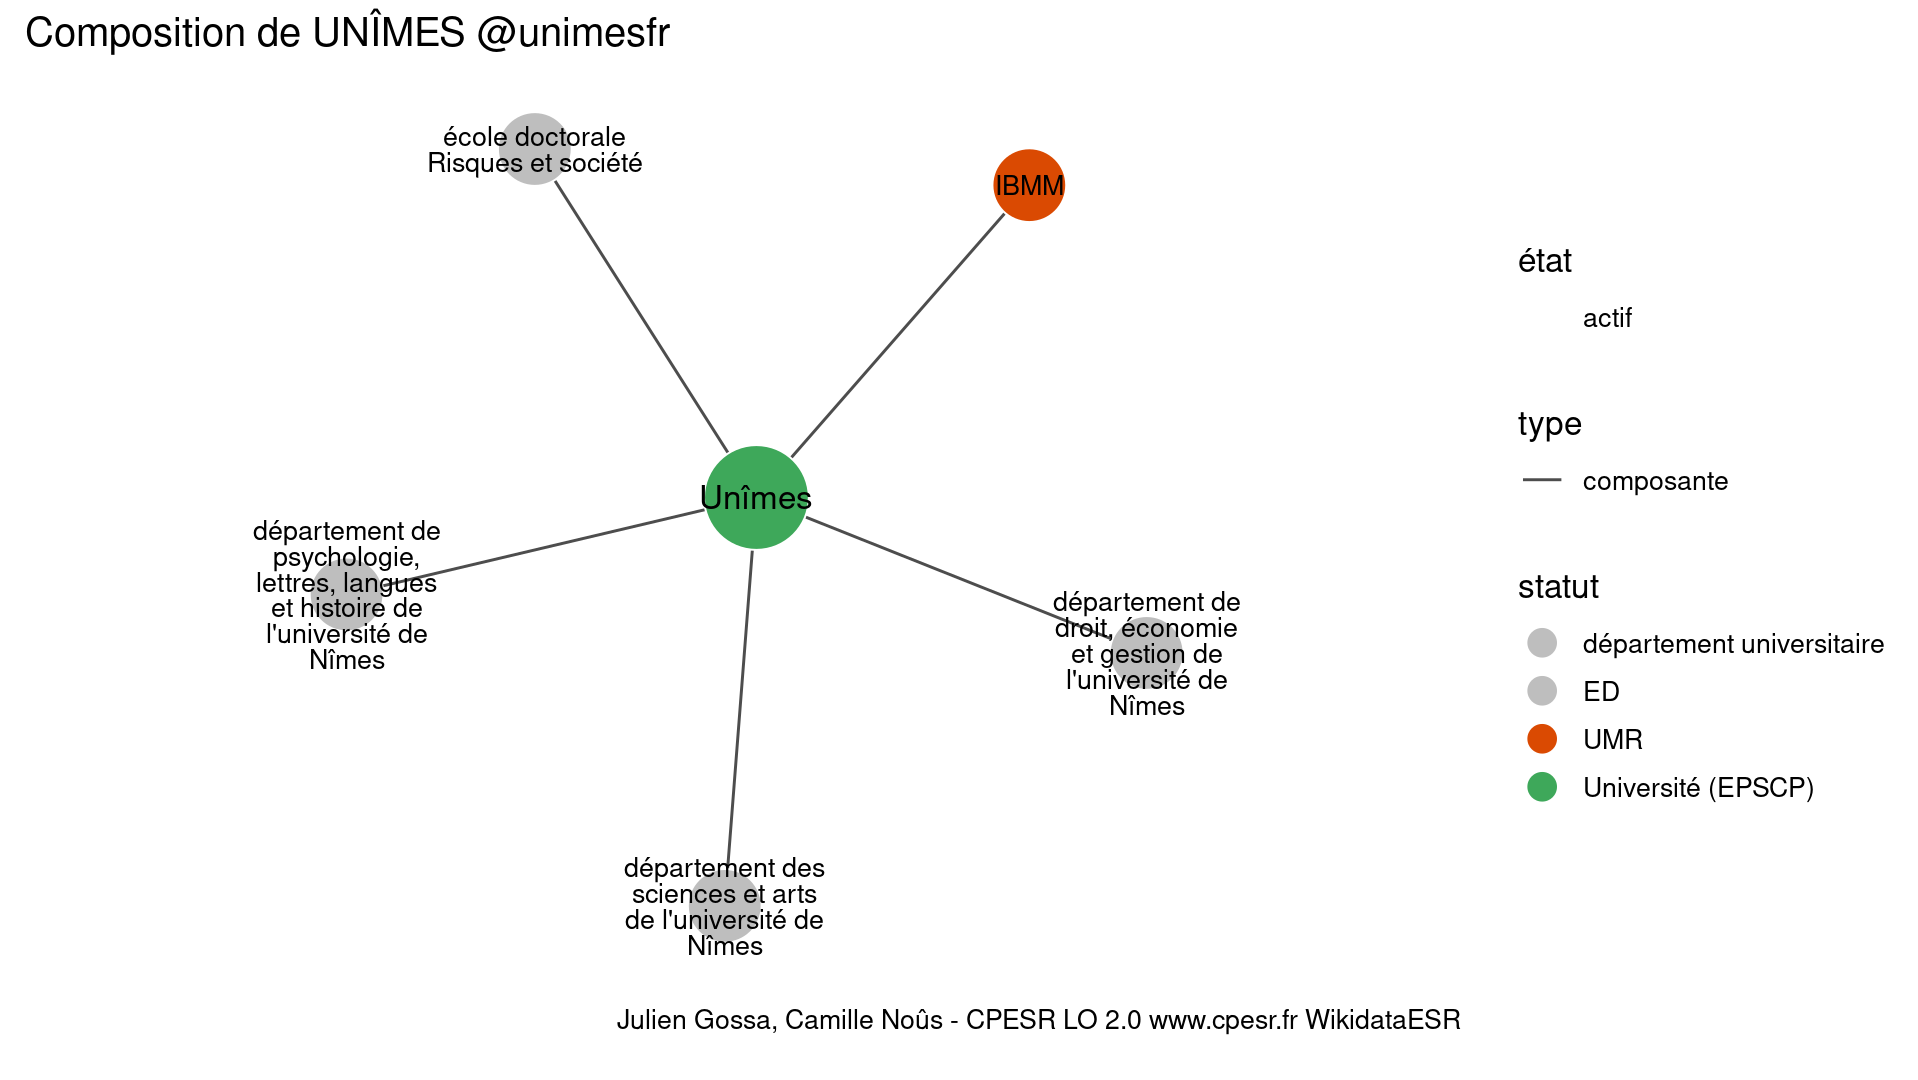 Composition de UNÎMES @unimesfr
école doctorale
Risques et société
IBMM
Unîmes
département de
psychologie,
lettres, langues
et histoire de
l'université de
Nîmes
département de
droit, économie
et gestion de
l'université de
Nîmes
département des
sciences et arts
de l'université de
Nîmes
état
actif
type
composante
statut
département universitaire
ED
UMR
Université (EPSCP)
Julien Gossa, Camille Noûs - CPESR LO 2.0 www.cpesr.fr WikidataESR